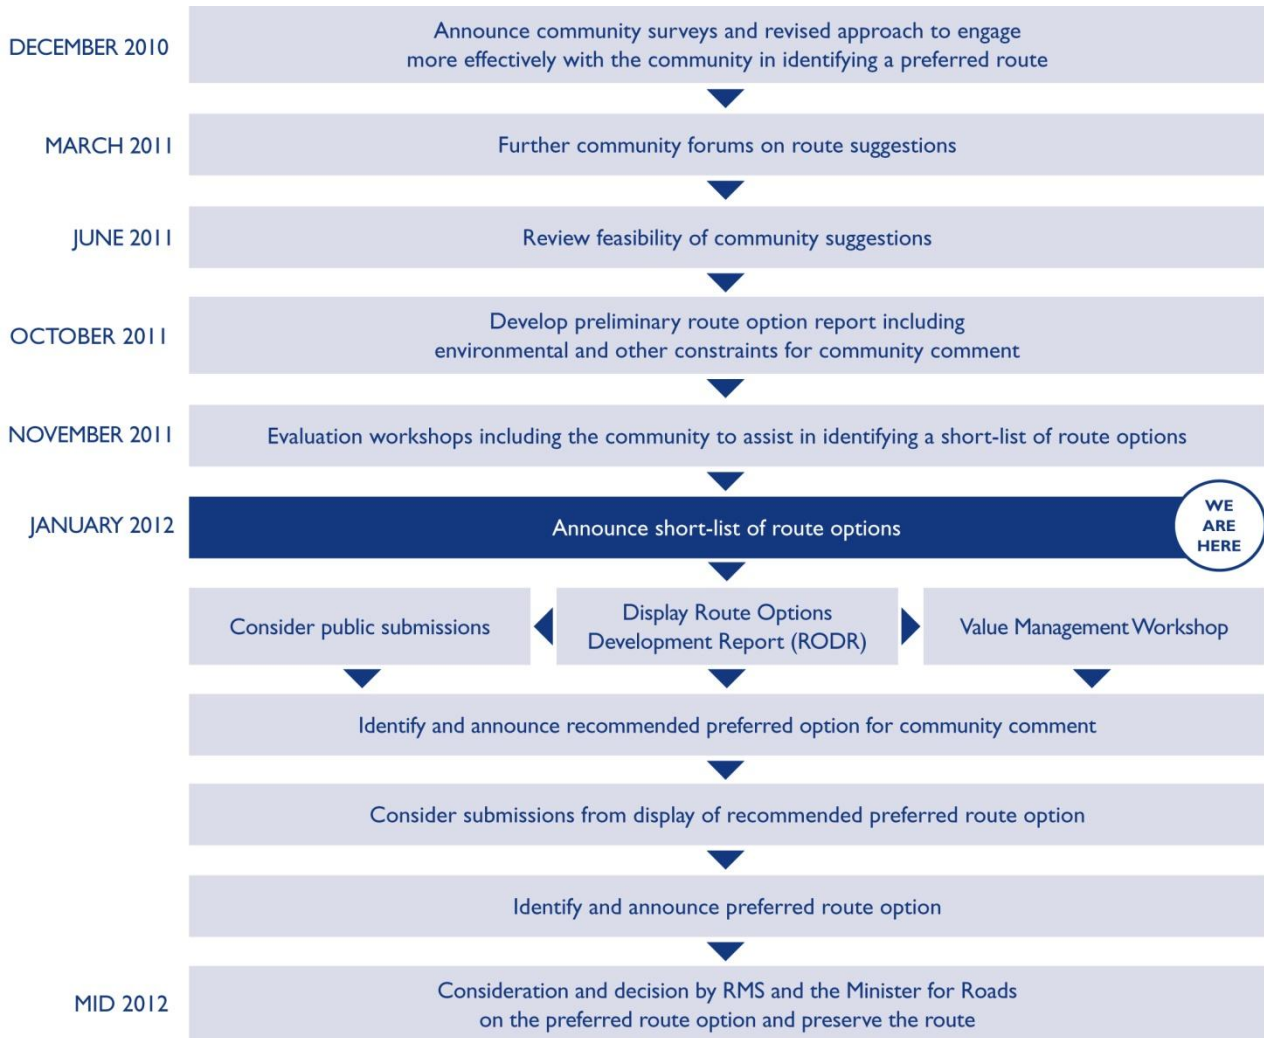 DECEMBER 2010
Announce community surveys and revised approach to engage
more effectively with the community in identifying a preferred route
MARCH 2011
Further community forums on route suggestions
JUNE 2011
Review feasibility of community suggestions
OCTOBER 2011
Develop preliminary route option report including
environmental and other constraints for community comment
NOVEMBER 2011
Evaluation workshops including the community to assist in identifying a short-list of route options
JANUARY 2012
Announce short-list of route options
WE
ARE
HERE
Consider public submissions
Display Route Options
Development Report (RODR)
Value Management Workshop
Identify and announce recommended preferred option for community comment
Consider submissions from display of recommended preferred route option
Identify and announce preferred route option
MID 2012
Consideration and decision by RMS and the Minister for Roads
on the preferred route option and preserve the route